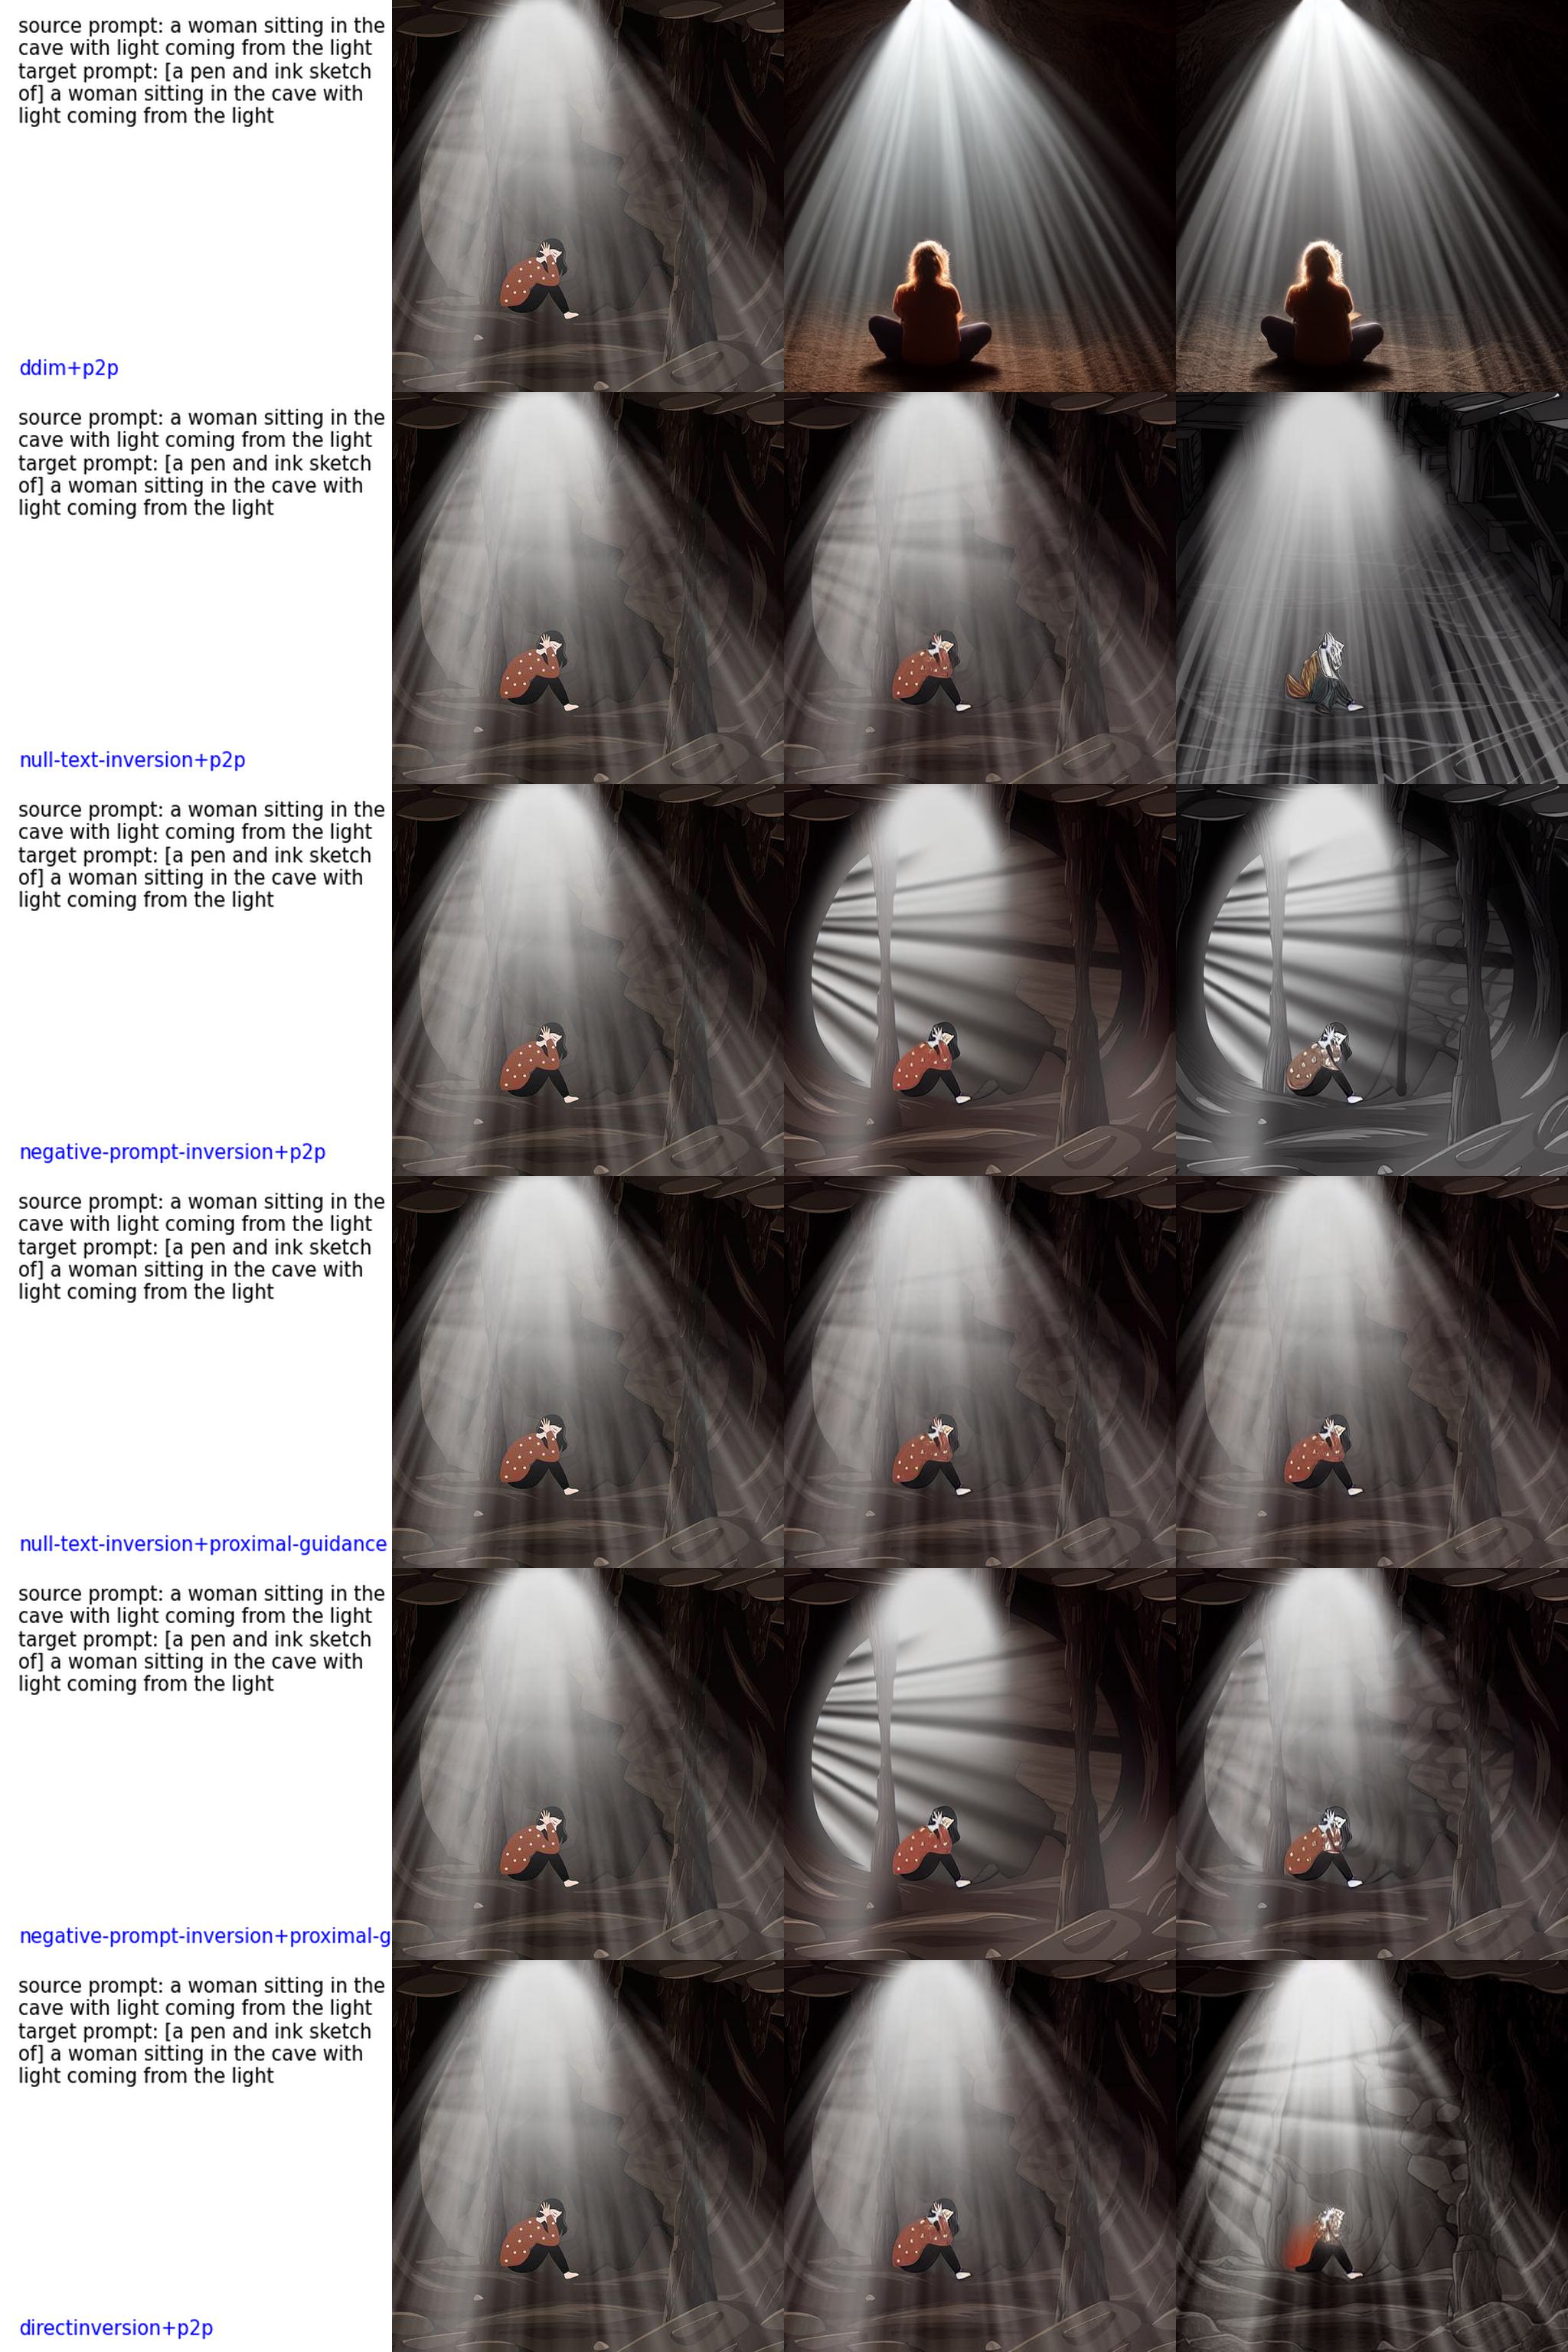 source prompt: a woman sitting in the
cave with light coming from the light
target prompt: [a pen and ink sketch
of] a woman sitting in the cave with
light coming from the light
ddim+p2p
source prompt: a woman sitting in the
cave with light coming from the light
target prompt: [a pen and ink sketch
of] a woman sitting in the cave with
light coming from the light
null-text-inversion+p2p
source prompt: a woman sitting in the
cave with light coming from the light
target prompt: [a pen and ink sketch
of] a woman sitting in the cave with
light coming from the light
negative-prompt-inversion+p2p
source prompt: a woman sitting in the
cave with light coming from the light
target prompt: [a pen and ink sketch
of] a woman sitting in the cave with
light coming from the light
null-text-inversion+proximal-guidance
source prompt: a woman sitting in the
cave with light coming from the light
target prompt: [a pen and ink sketch
of] a woman sitting in the cave with
light coming from the light
negative-prompt-inversion+proximal-g
source prompt: a woman sitting in the
cave with light coming from the light
target prompt: [a pen and ink sketch
of] a woman sitting in the cave with
light coming from the light
directinversion+p2p